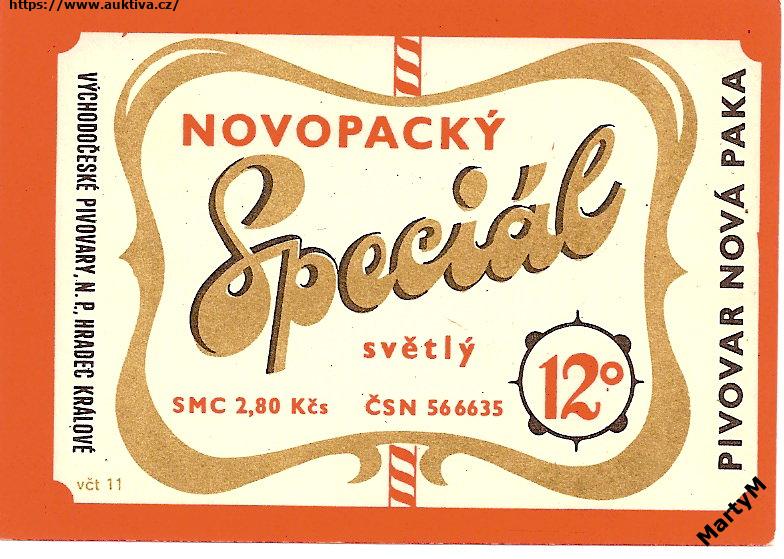 https://www.auktiva.cz/
VÝCHODOČESKÉ PIVOVARY, N. P., HRADEC KRÁLOVÉ
NOVOPACKÝ
Speciál
světlý
12°
SMC 2,80 Kčs ČSN 566635
PIVOVAR NOVÁ PAKA
včt 11
MartyM